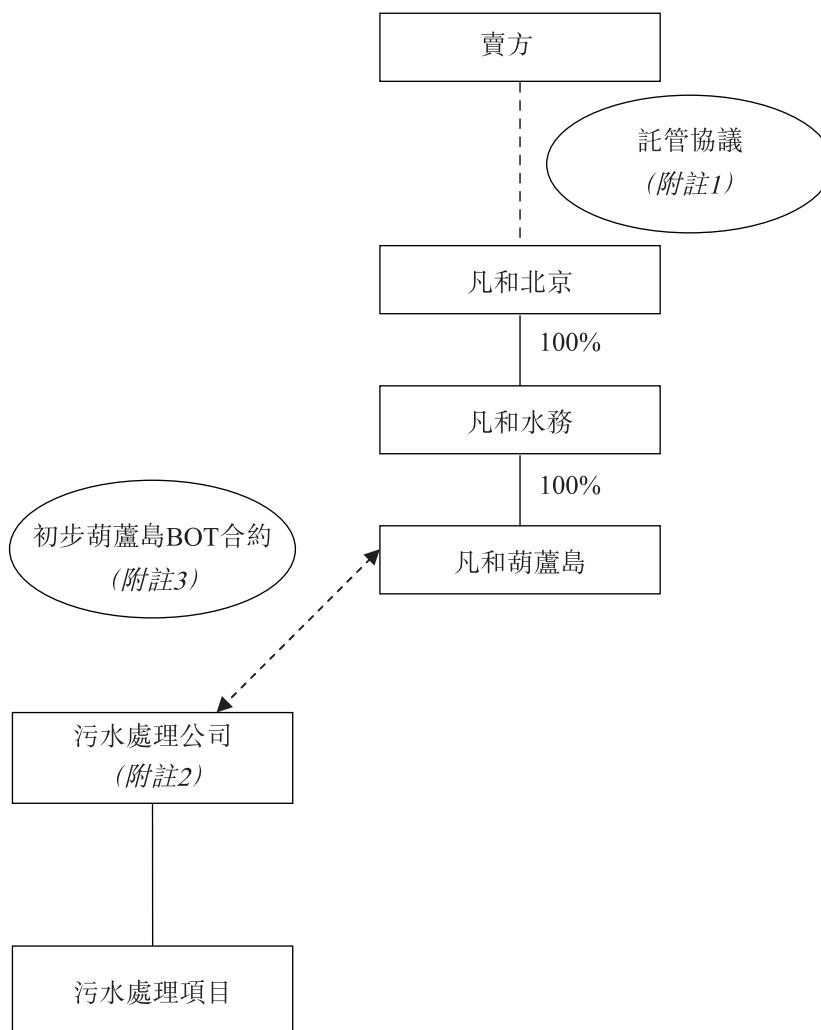 賣方
託管協議
（附註1）
凡和北京
100%
凡和水務
100%
初步葫蘆島BOT合約
（附註3）
凡和葫蘆島
污水處理公司
（附註2）
污水處理項目